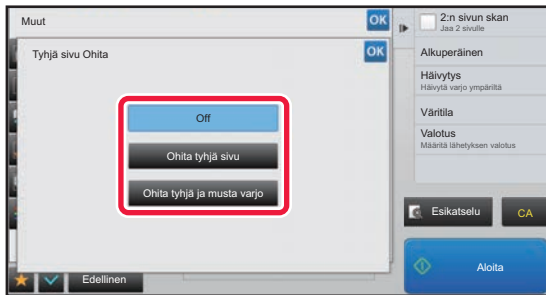 Muut
OK
Tyhjä sivu Ohita
OK
Off
Ohita tyhjä sivu
Ohita tyhjä ja musta varjo
Edellinen
2:n sivun skan
Jaa 2 sivulle
Alkuperäinen
Häivytys
Häivytä varjo ympäriltä
Väritila
Valotus
Määritä lähetyksen valotus
Esikatselu
CA
Aloita